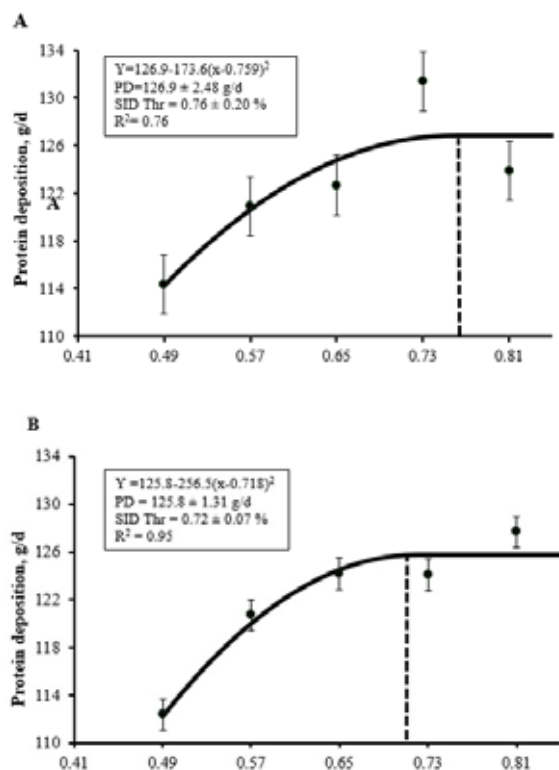 A
134
130
126
122
118
114
110
Protein deposition, g/d
A
Y=126.9-173.6(x-0.759)²
PD=126.9 ± 2.48 g/d
SID Thr = 0.76 ± 0.20 %
R²= 0.76
0.41 0.49 0.57 0.65 0.73 0.81
B
134
130
126
122
118
114
110
Protein deposition, g/d
Y =125.8-256.5(x-0.718)²
PD = 125.8 ± 1.31 g/d
SID Thr = 0.72 ± 0.07 %
R² = 0.95
0.41 0.49 0.57 0.65 0.73 0.81